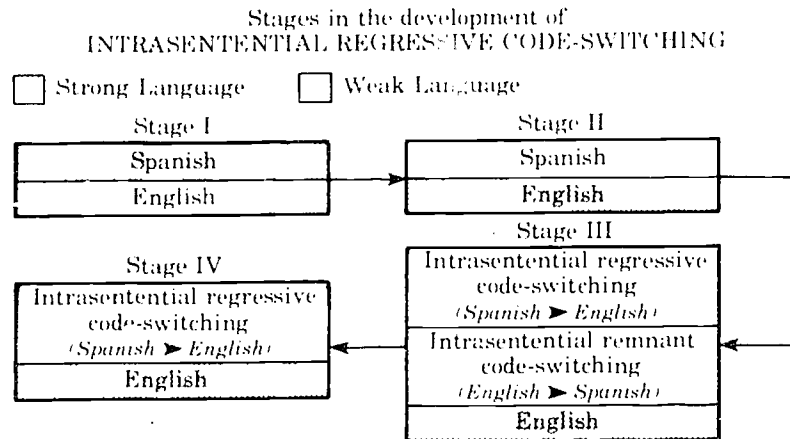 Stages in the development of
INTRASENTENTIAL REGRESSIVE CODE-SWITCHING
Strong Language
Weak Language
Stage I
Spanish
English
Stage II
Spanish
English
Stage III
Intrasentential regressive
code-switching
(Spanish ➤ English)
Intrasentential remnant
code-switching
(English ➤ Spanish)
English
Stage IV
Intrasentential regressive
code-switching
(Spanish ➤ English)
English